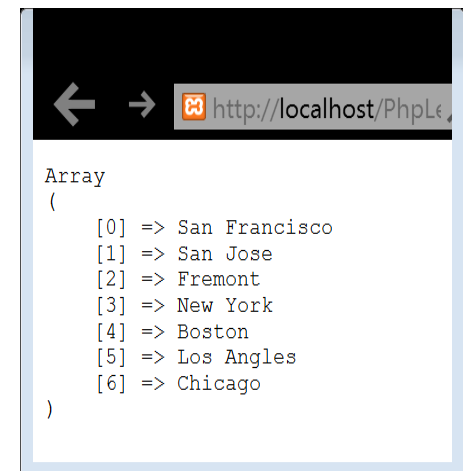 http://localhost/PhpLe
Array
(
[0] => San Francisco
[1] => San Jose
[2] => Fremont
[3] => New York
[4] => Boston
[5] => Los Angles
[6] => Chicago
)